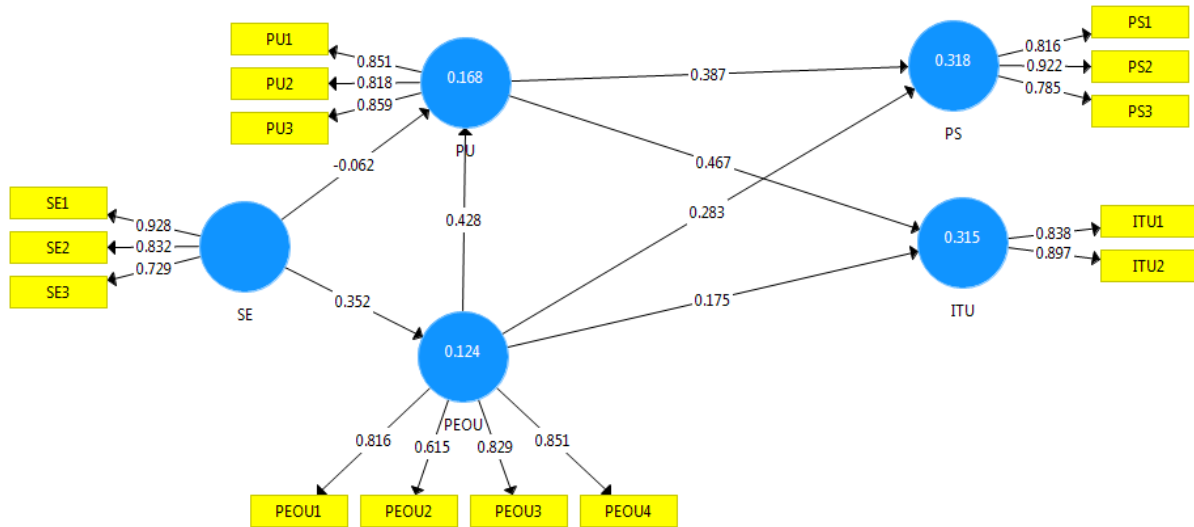 PU1
PU2
PU3
0.851
0.818
0.859
0.168
PU
0.387
0.318
PS
0.816
0.922
0.785
PS1
PS2
PS3
-0.062
0.428
0.467
0.283
SE1
SE2
SE3
0.928
0.832
0.729
SE
0.352
0.175
0.315
ITU
0.838
0.897
ITU1
ITU2
0.124
PEOU
0.816
0.615
0.829
0.851
PEOU1
PEOU2
PEOU3
PEOU4